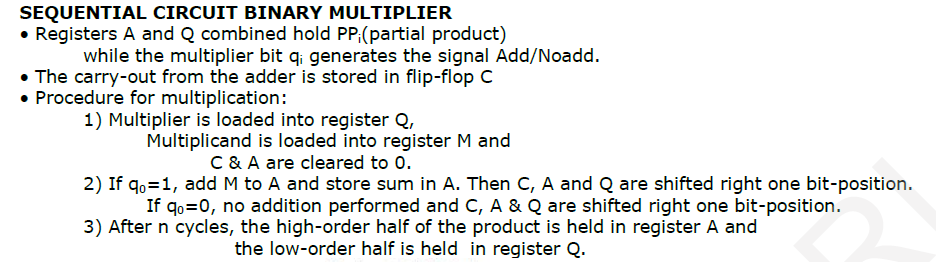 SEQUENTIAL CIRCUIT BINARY MULTIPLIER
• Registers A and Q combined hold PPi(partial product)
while the multiplier bit qi generates the signal Add/Noadd.
• The carry-out from the adder is stored in flip-flop C
• Procedure for multiplication:
1) Multiplier is loaded into register Q,
Multiplicand is loaded into register M and
C & A are cleared to 0.
2) If q0=1, add M to A and store sum in A. Then C, A and Q are shifted right one bit-position.
If q0=0, no addition performed and C, A & Q are shifted right one bit-position.
3) After n cycles, the high-order half of the product is held in register A and
the low-order half is held in register Q.